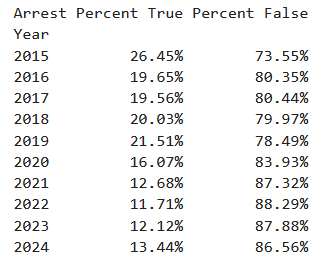 Arrest Percent True Percent False
Year
2015 26.45% 73.55%
2016 19.65% 80.35%
2017 19.56% 80.44%
2018 20.03% 79.97%
2019 21.51% 78.49%
2020 16.07% 83.93%
2021 12.68% 87.32%
2022 11.71% 88.29%
2023 12.12% 87.88%
2024 13.44% 86.56%